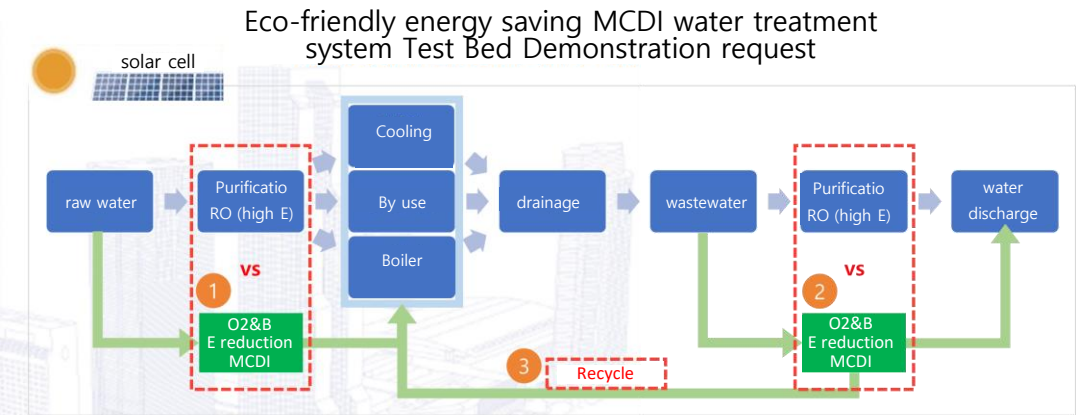 Eco-friendly energy saving MCDI water treatment
system Test Bed Demonstration request
solar cell
raw water
Purificatio
RO (high E)
vs
1
O2&B
E reduction
MCDI
Cooling
By use
Boiler
drainage
wastewater
Purificatio
RO (high E)
vs
2
O2&B
E reduction
MCDI
water
discharge
3
Recycle